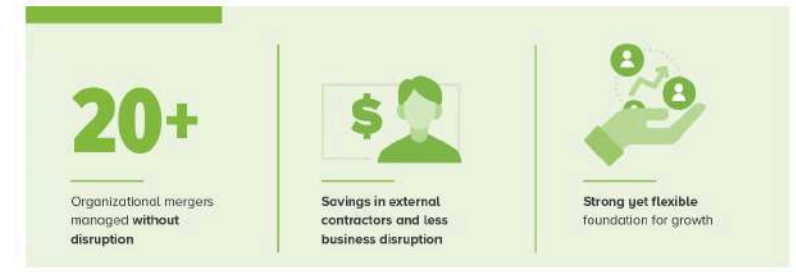 20+
Organizational mergers
managed without
disruption
$
Savings in external
contractors and less
business disruption
Strong yet flexible
foundation for growth